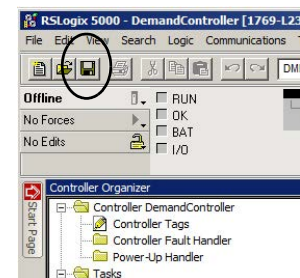 RSLogix 5000 - DemandController [1769-L23
File Edit View Search Logic Communications
DM
Offline
RUN
No Forces
OK
BAT
No Edits
I/O
Controller Organizer
Start Page
Controller DemandController
Controller Tags
Controller Fault Handler
Power-Up Handler
Tasks